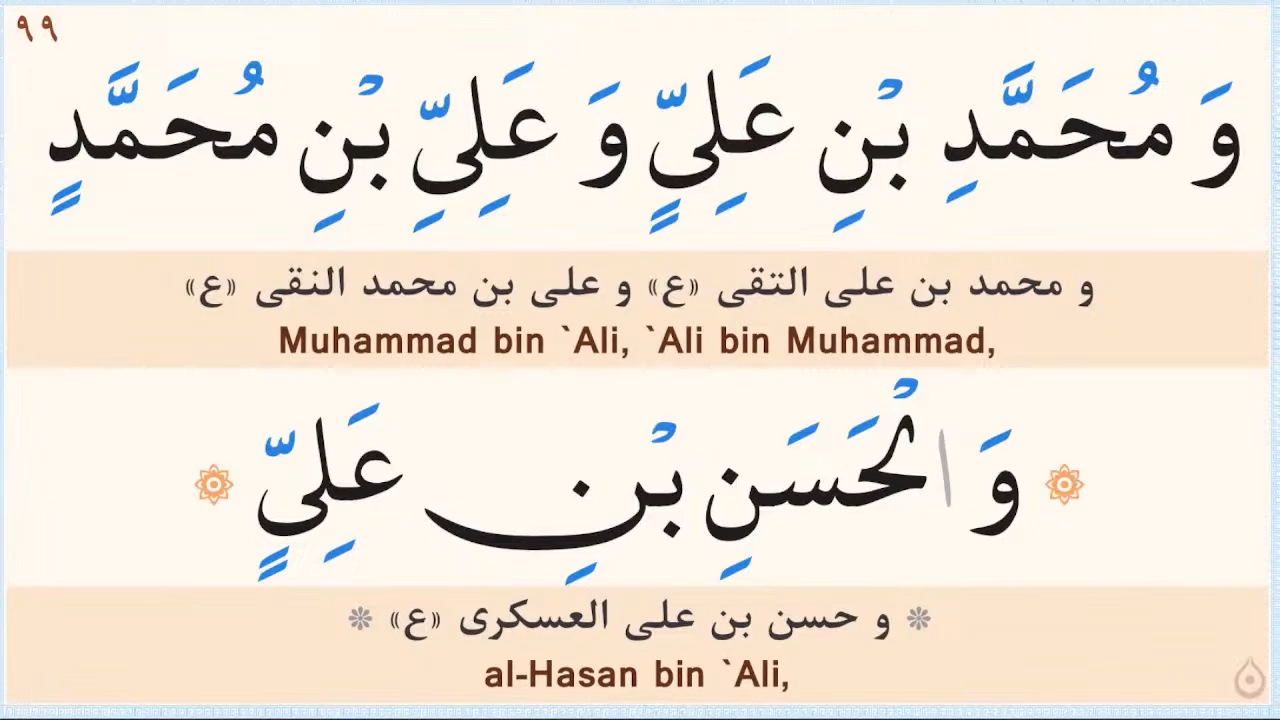 ٩٩
وَ مُحَمَّدِ بْنِ عَلِيٍّ وَ عَلِيِّ بْنِ مُحَمَّدٍ
و محمد بن علی التقی «ع» و علی بن محمد النقی «ع»
Muhammad bin `Ali, `Ali bin Muhammad,
وَ الْحَسَنِ بْنِ عَلِيٍّ
و حسن بن علی العسکری «ع»
al-Hasan bin `Ali,